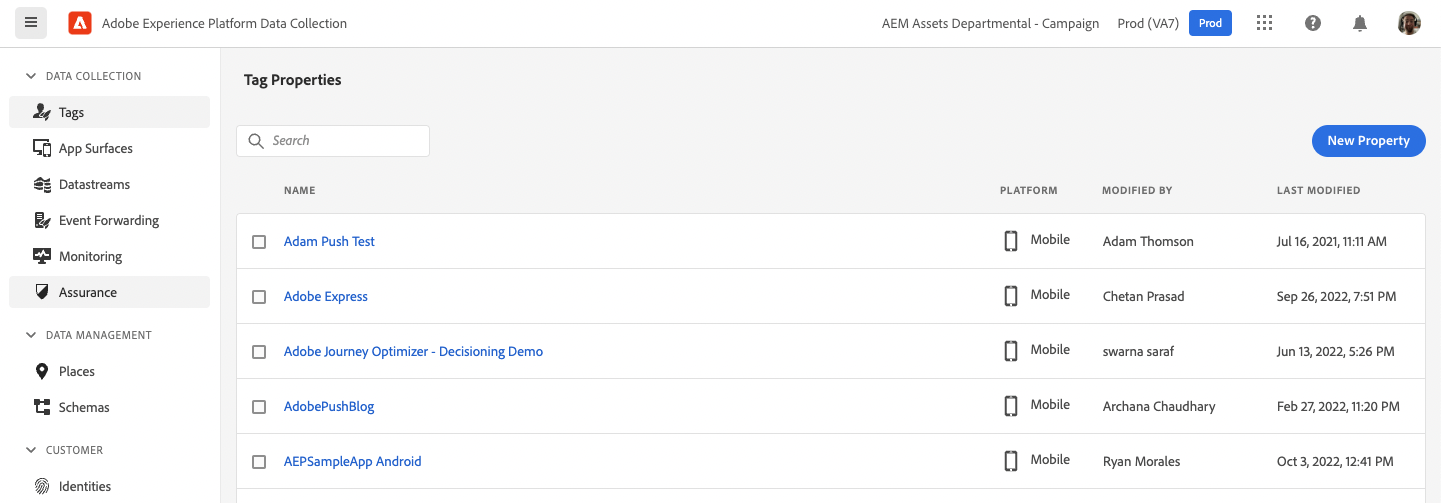 Adobe Experience Platform Data Collection AEM Assets Departmental - Campaign Prod (VA7) Prod
DATA COLLECTION
Tags
App Surfaces
Datastreams
Event Forwarding
Monitoring
Assurance
DATA MANAGEMENT
Places
Schemas
CUSTOMER
Identities
Tag Properties
Search
New Property
NAME PLATFORM MODIFIED BY LAST MODIFIED
Adam Push Test Mobile Adam Thomson Jul 16, 2021, 11:11 AM
Adobe Express Mobile Chetan Prasad Sep 26, 2022, 7:51 PM
Adobe Journey Optimizer - Decisioning Demo Mobile swarna saraf Jun 13, 2022, 5:26 PM
AdobePushBlog Mobile Archana Chaudhary Feb 27, 2022, 11:20 PM
AEPSampleApp Android Mobile Ryan Morales Oct 3, 2022, 12:41 PM